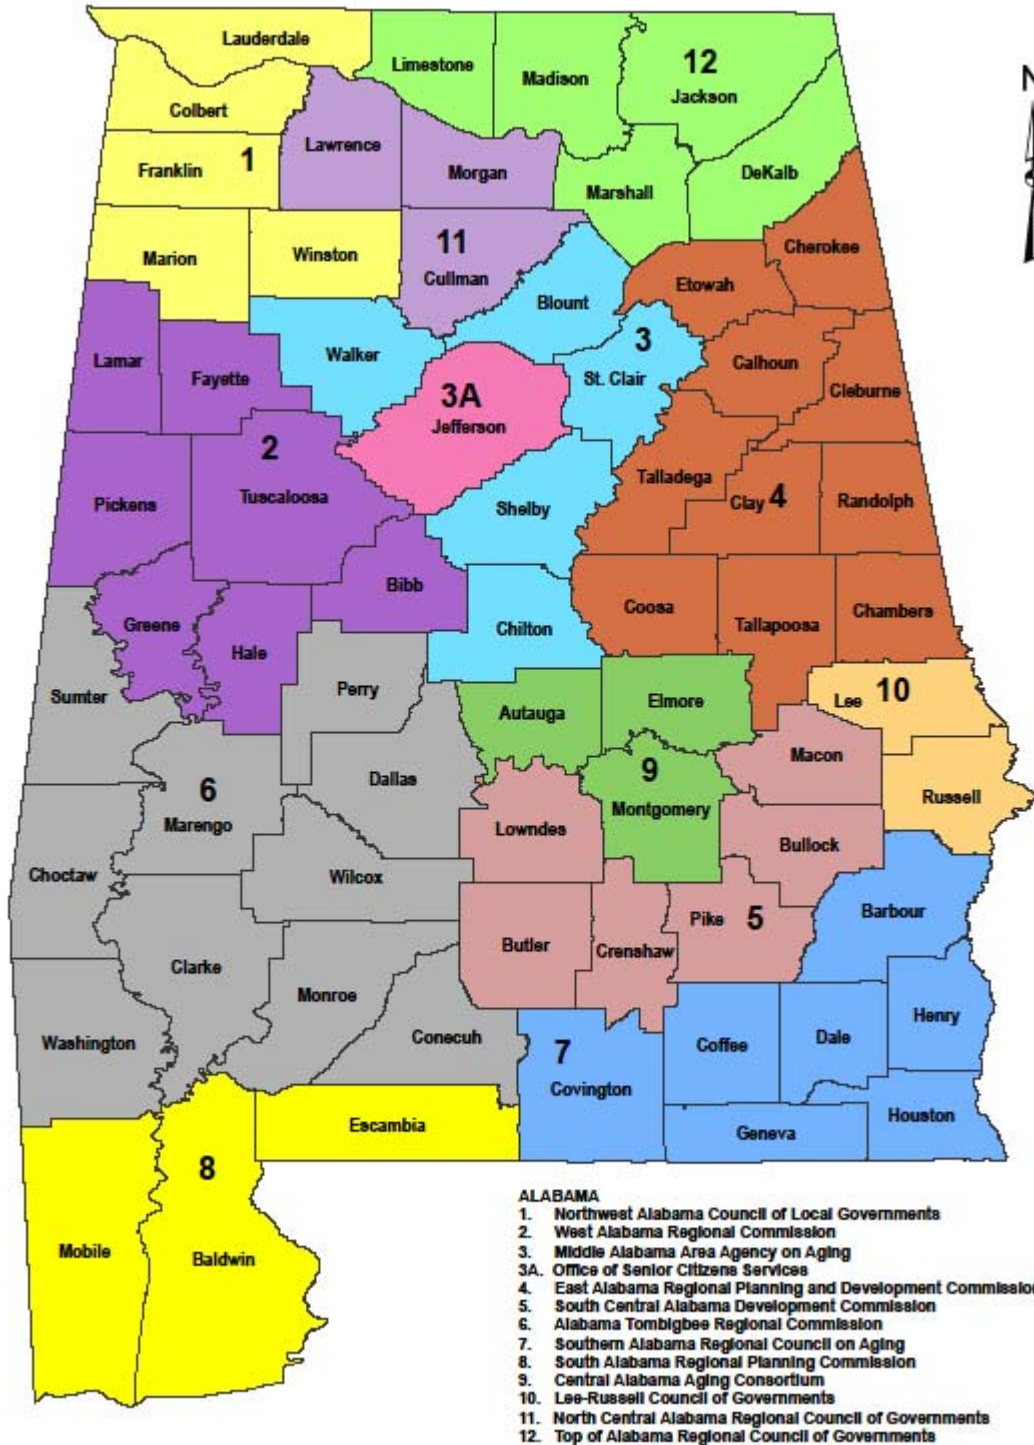 Lauderdale
Limestone
Madison
12
Jackson
N
Colbert
Lawrence
Franklin 1
Morgan
Marshall
DeKalb
Marion
Winston
11
Cullman
Cherokee
Etowah
Blount
Lamar
Fayette
Walker
3
St. Clair
Calhoun
Cleburne
3A
Jefferson
2
Tuscaloosa
Pickens
Shelby
Talladega
Clay 4
Randolph
Bibb
Greene
Hale
Chilton
Coosa
Tallapoosa
Chambers
Sumter
Perry
Autauga
Elmore
Lee 10
Macon
Dallas
6
Marengo
9
Montgomery
Russell
Lowndes
Bullock
Choctaw
Wilcox
Barbour
Pike 5
Butler
Crenshaw
Clarke
Monroe
Conecuh
Washington
7
Covington
Coffee
Dale
Henry
Houston
Geneva
Escambia
8
Mobile
Baldwin
ALABAMA
1. Northwest Alabama Council of Local Governments
2. West Alabama Regional Commission
3. Middle Alabama Area Agency on Aging
3A. Office of Senior Citizens Services
4. East Alabama Regional Planning and Development Commission
5. South Central Alabama Development Commission
6. Alabama Tombigbee Regional Commission
7. Southern Alabama Regional Council on Aging
8. South Alabama Regional Planning Commission
9. Central Alabama Aging Consortium
10. Lee-Russell Council of Governments
11. North Central Alabama Regional Council of Governments
12. Top of Alabama Regional Council of Governments